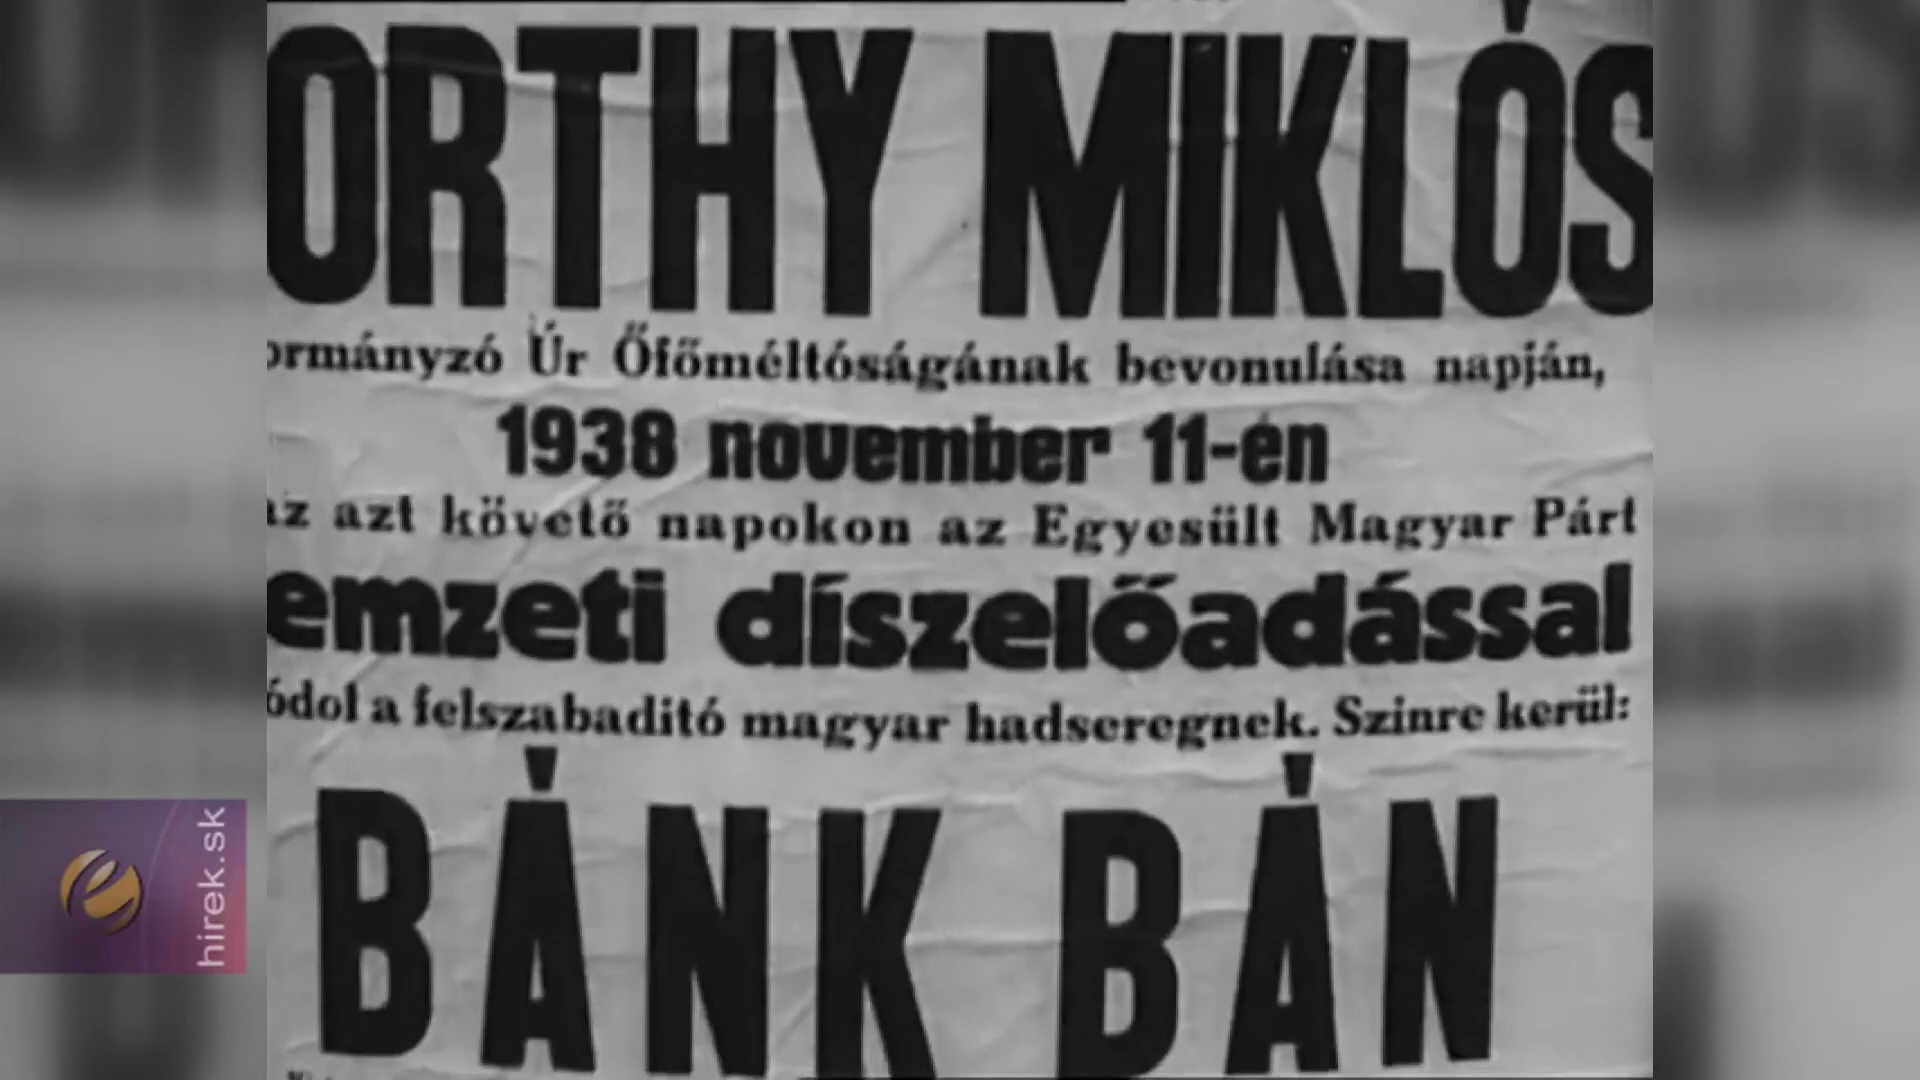 ORTHY MIKLÓS
ormányzó Úr Őfőméltóságának bevonulása napján,
1938 november 11-én
az azt követő napokon az Egyesült Magyar Párt
emzeti díszelőadással
ódol a felszabaditó magyar hadseregnek. Szinre kerül:
BÁNK BÁN
hirek.sk